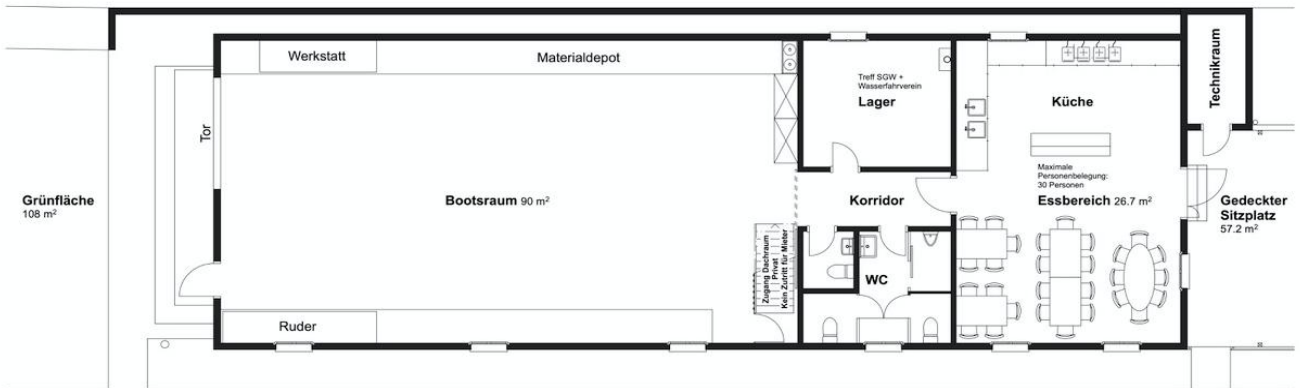 Werkstatt
Materialdepot
Treff SGW +
Wasserfahrverein
Lager
Küche
Technikraum
Tor
Maximale
Personenbelegung:
30 Personen
Grünfläche
108 m²
Bootsraum 90 m²
Korridor
Essbereich 26.7 m²
Gedeckter
Sitzplatz
57.2 m²
Zugang Dachraum
Privat
Kein Zutritt für Mieter
WC
Ruder